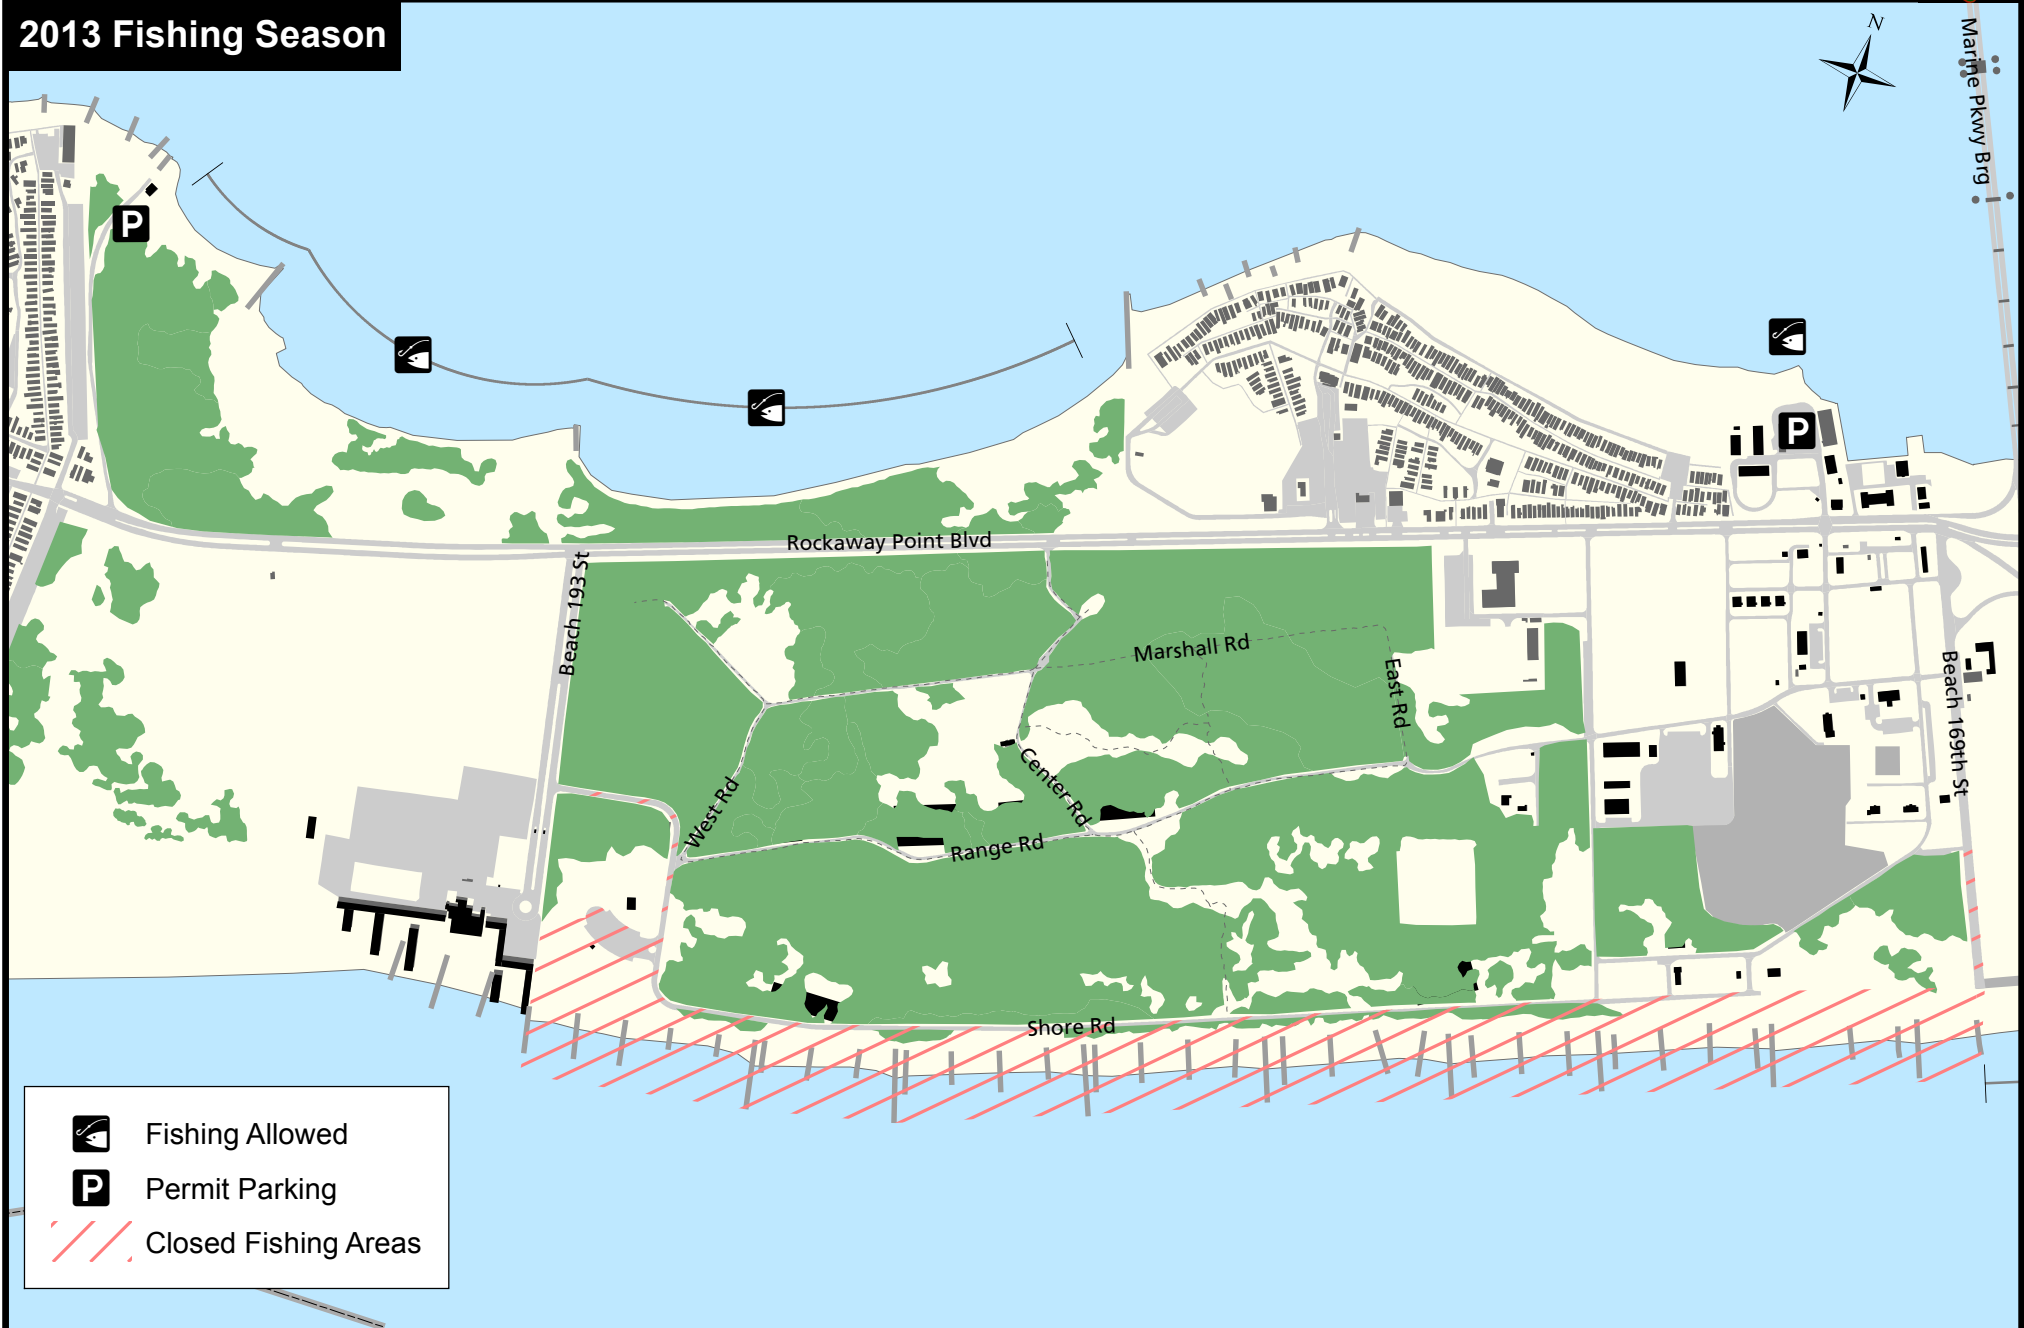 2013 Fishing Season
N
Marine Pkwy Brg
P
P
Rockaway Point Blvd
Beach 193 St
Marshall Rd
East Rd
Beach 169th St
Center Rd
West Rd
Range Rd
Shore Rd
Fishing Allowed
P Permit Parking
Closed Fishing Areas